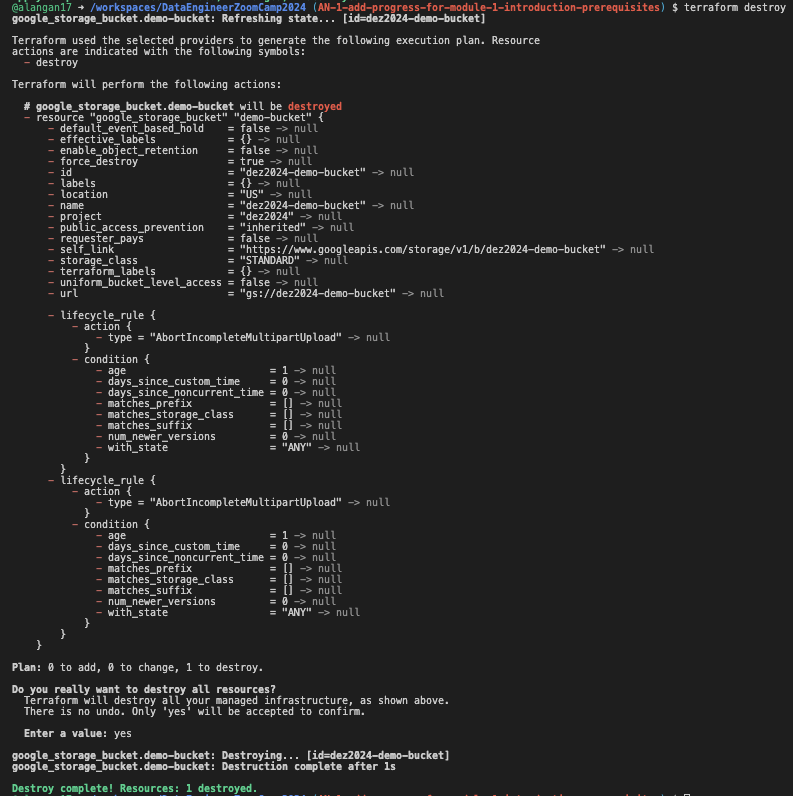 @alangan17 → /workspaces/DataEngineerZoomCamp2024 (AN-1-add-progress-for-module-1-introduction-prerequisites) $ terraform destroy
google_storage_bucket.demo-bucket: Refreshing state... [id=dez2024-demo-bucket]
Terraform used the selected providers to generate the following execution plan. Resource
actions are indicated with the following symbols:
- destroy
Terraform will perform the following actions:
# google_storage_bucket.demo-bucket will be destroyed
- resource "google_storage_bucket" "demo-bucket" {
- default_event_based_hold = false -> null
- effective_labels = {} -> null
- enable_object_retention = false -> null
- force_destroy = true -> null
- id = "dez2024-demo-bucket" -> null
- labels = {} -> null
- location = "US" -> null
- name = "dez2024-demo-bucket" -> null
- project = "dez2024" -> null
- public_access_prevention = "inherited" -> null
- requester_pays = false -> null
- self_link = "https://www.googleapis.com/storage/v1/b/dez2024-demo-bucket" -> null
- storage_class = "STANDARD" -> null
- terraform_labels = {} -> null
- uniform_bucket_level_access = false -> null
- url = "gs://dez2024-demo-bucket" -> null
- lifecycle_rule {
- action {
- type = "AbortIncompleteMultipartUpload" -> null
}
- condition {
- age = 1 -> null
- days_since_custom_time = 0 -> null
- days_since_noncurrent_time = 0 -> null
- matches_prefix = [] -> null
- matches_storage_class = [] -> null
- matches_suffix = [] -> null
- num_newer_versions = 0 -> null
- with_state = "ANY" -> null
}
}
- lifecycle_rule {
- action {
- type = "AbortIncompleteMultipartUpload" -> null
}
- condition {
- age = 1 -> null
- days_since_custom_time = 0 -> null
- days_since_noncurrent_time = 0 -> null
- matches_prefix = [] -> null
- matches_storage_class = [] -> null
- matches_suffix = [] -> null
- num_newer_versions = 0 -> null
- with_state = "ANY" -> null
}
}
}
Plan: 0 to add, 0 to change, 1 to destroy.
Do you really want to destroy all resources?
Terraform will destroy all your managed infrastructure, as shown above.
There is no undo. Only 'yes' will be accepted to confirm.
Enter a value: yes
google_storage_bucket.demo-bucket: Destroying... [id=dez2024-demo-bucket]
google_storage_bucket.demo-bucket: Destruction complete after 1s
Destroy complete! Resources: 1 destroyed.